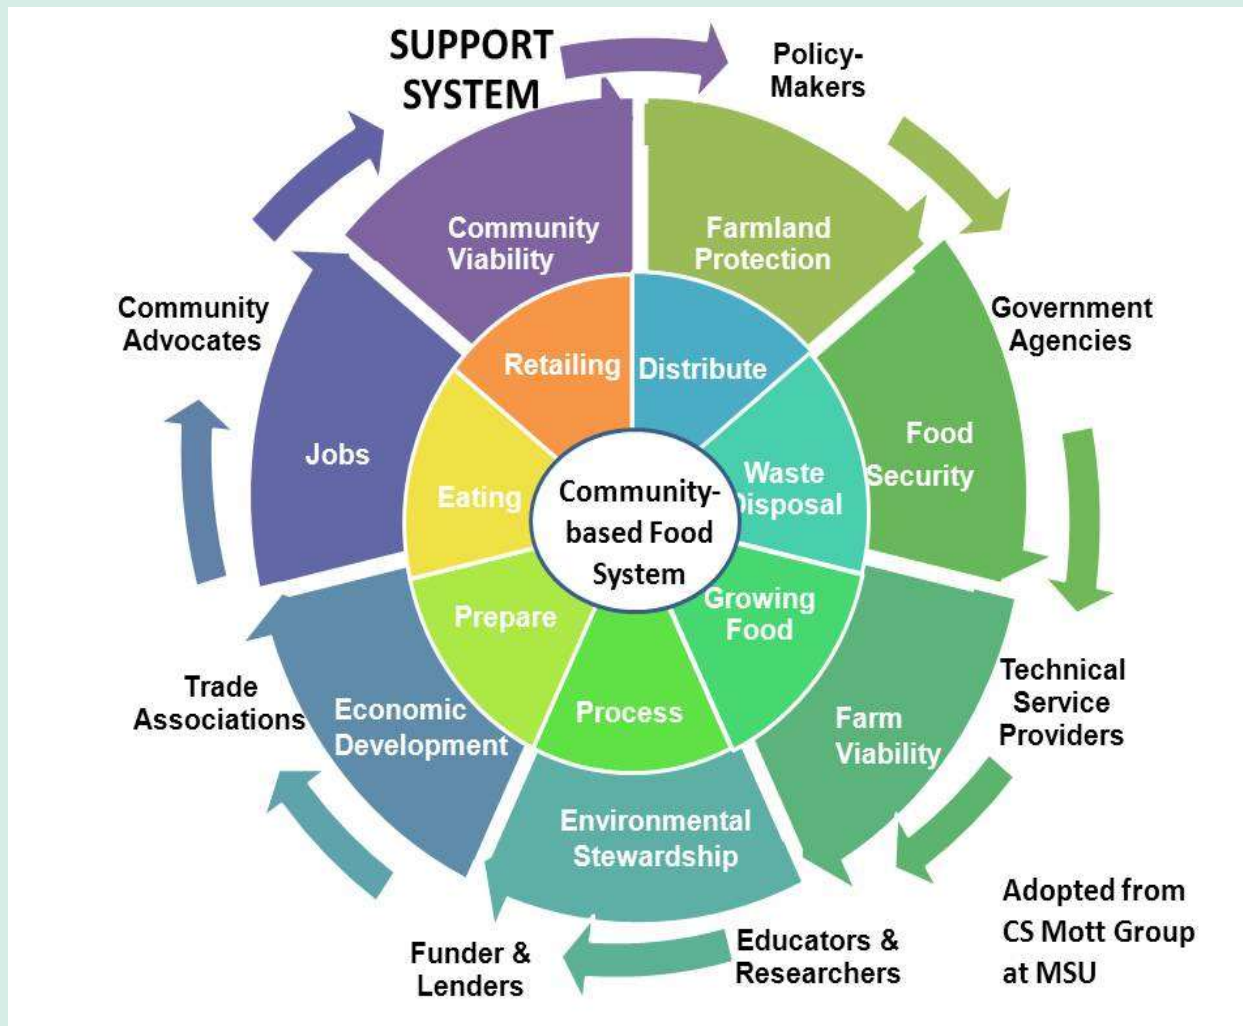 SUPPORT
SYSTEM
Policy-
Makers
Community
Viability
Farmland
Protection
Community
Advocates
Government
Agencies
Retailing
Distribute
Jobs
Food
Security
Eating
Waste
Disposal
Community-
based Food
System
Prepare
Growing
Food
Trade
Associations
Technical
Service
Providers
Economic
Development
Process
Farm
Viability
Environmental
Stewardship
Adopted from
CS Mott Group
at MSU
Funder &
Lenders
Educators &
Researchers